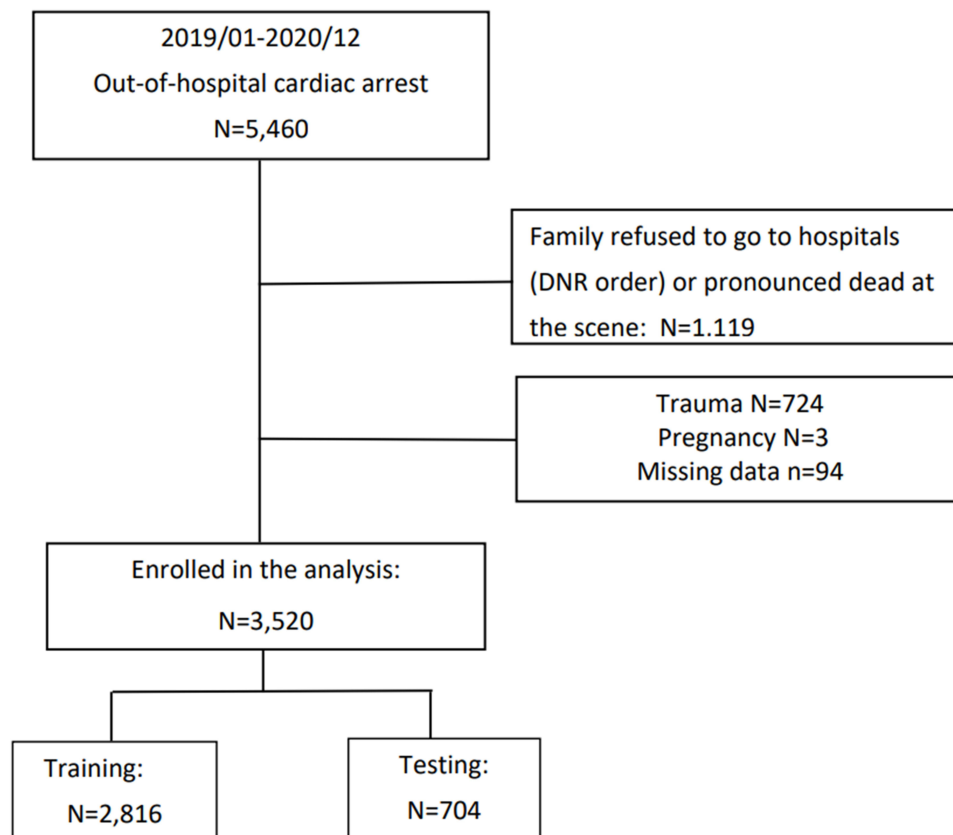 2019/01-2020/12
Out-of-hospital cardiac arrest
N=5,460
Family refused to go to hospitals
(DNR order) or pronounced dead at
the scene:  N=1.119
Trauma N=724
Pregnancy N=3
Missing data n=94
Enrolled in the analysis:
N=3,520
Training:
N=2,816
Testing:
N=704